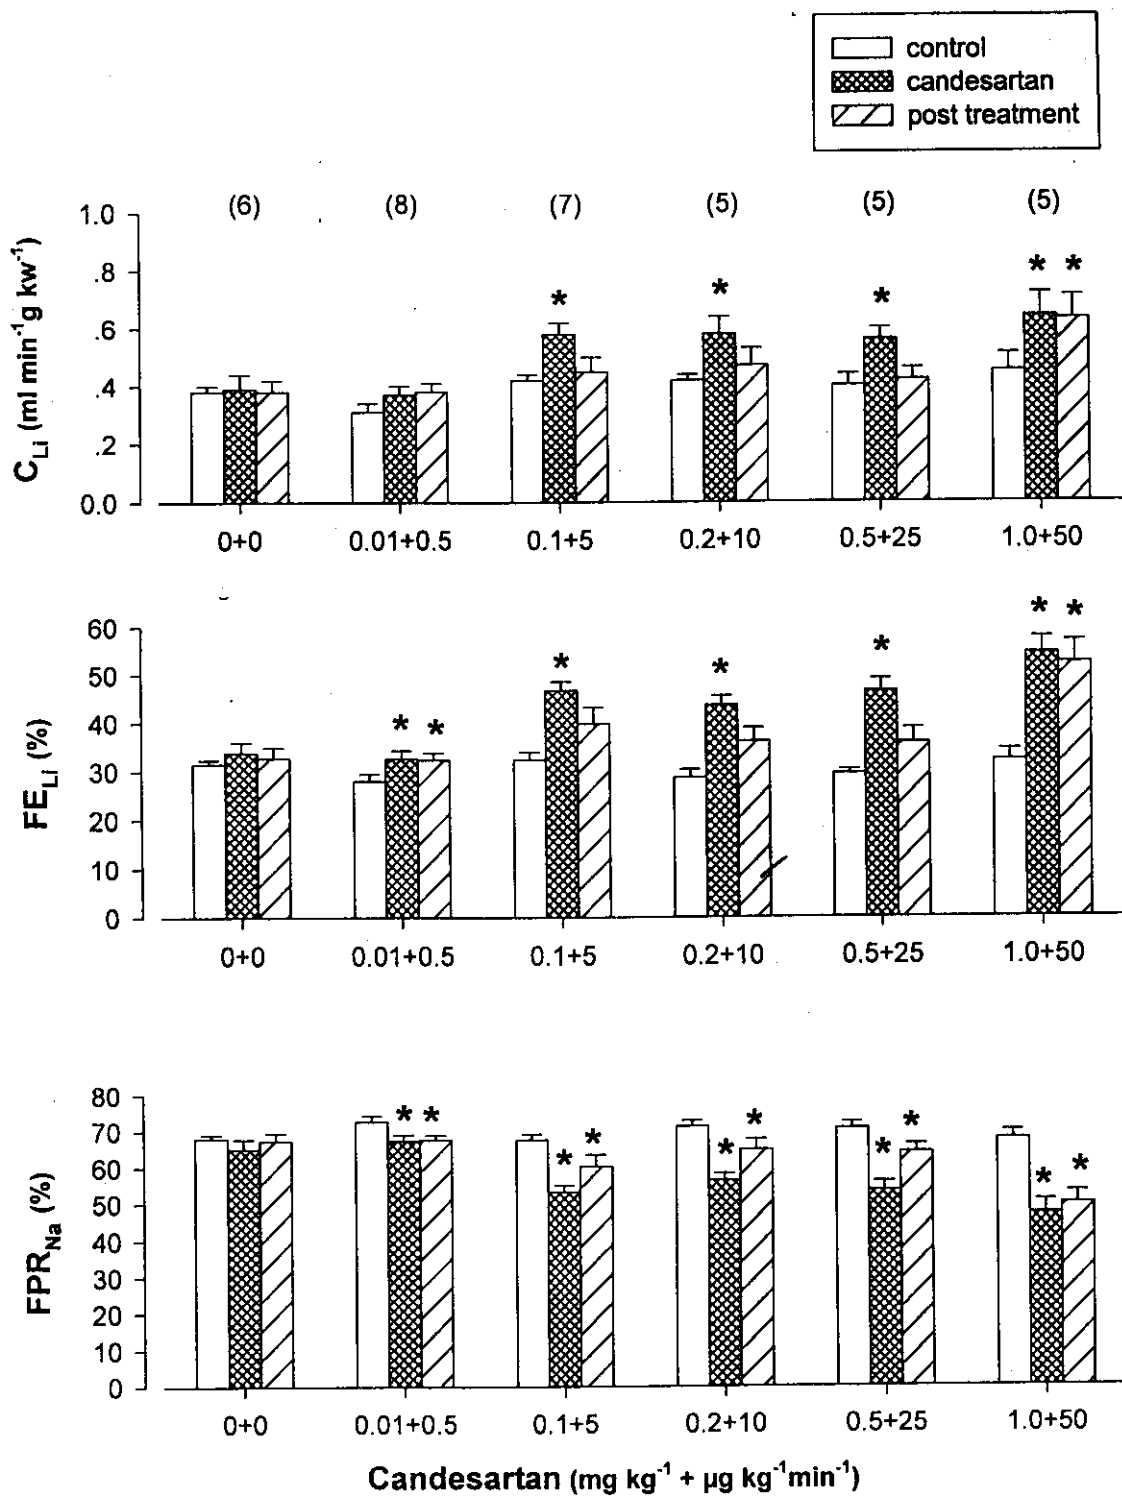 control
candesartan
post treatment
(6) (8) (7) (5) (5) (5)
C_Li (ml min⁻¹g kw⁻¹)
1.0
.8
.6
.4
.2
0.0
* * * * *
0+0 0.01+0.5 0.1+5 0.2+10 0.5+25 1.0+50
FE_Li (%)
60
50
40
30
20
10
0
* * * * * * *
0+0 0.01+0.5 0.1+5 0.2+10 0.5+25 1.0+50
FPR_Na (%)
80
70
60
50
40
30
20
10
0
* * * * * * * * * *
0+0 0.01+0.5 0.1+5 0.2+10 0.5+25 1.0+50
Candesartan (mg kg⁻¹ + µg kg⁻¹min⁻¹)